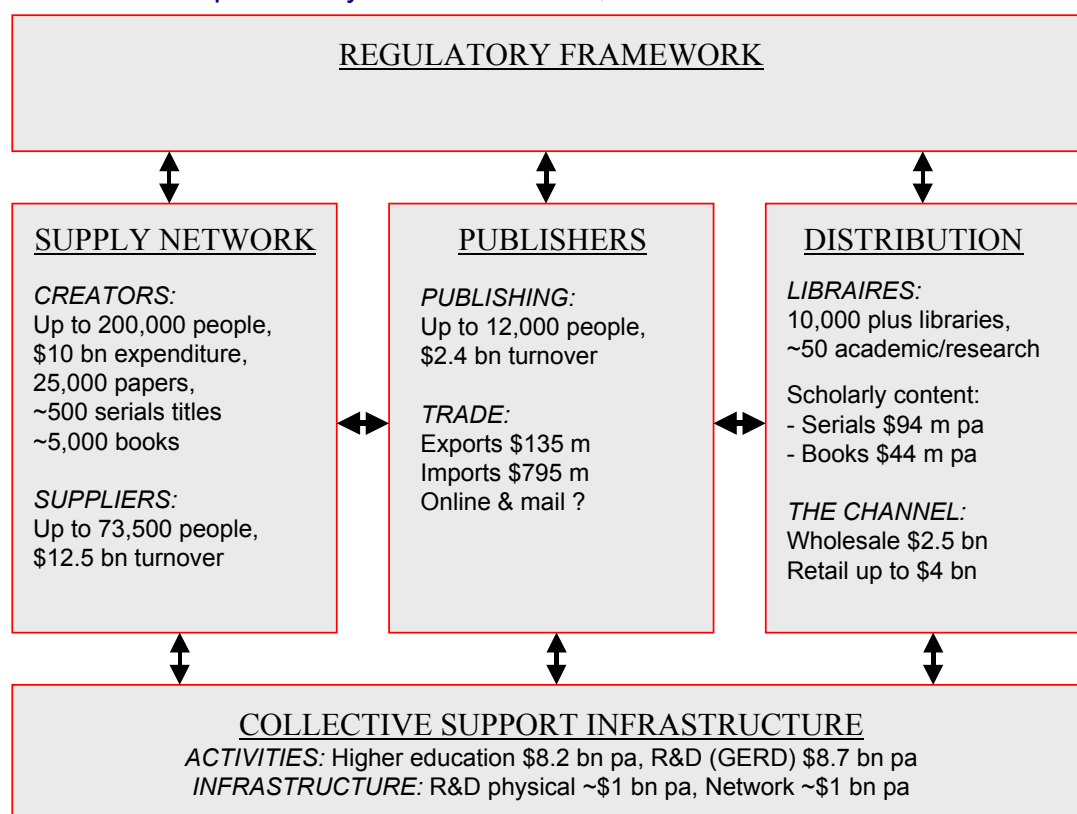 REGULATORY FRAMEWORK
SUPPLY NETWORK
CREATORS:
Up to 200,000 people,
$10 bn expenditure,
25,000 papers,
~500 serials titles
~5,000 books
SUPPLIERS:
Up to 73,500 people,
$12.5 bn turnover
PUBLISHERS
PUBLISHING:
Up to 12,000 people,
$2.4 bn turnover
TRADE:
Exports $135 m
Imports $795 m
Online & mail ?
DISTRIBUTION
LIBRAIRES:
10,000 plus libraries,
~50 academic/research
Scholarly content:
- Serials $94 m pa
- Books $44 m pa
THE CHANNEL:
Wholesale $2.5 bn
Retail up to $4 bn
COLLECTIVE SUPPORT INFRASTRUCTURE
ACTIVITIES: Higher education $8.2 bn pa, R&D (GERD) $8.7 bn pa
INFRASTRUCTURE: R&D physical ~$1 bn pa, Network ~$1 bn pa